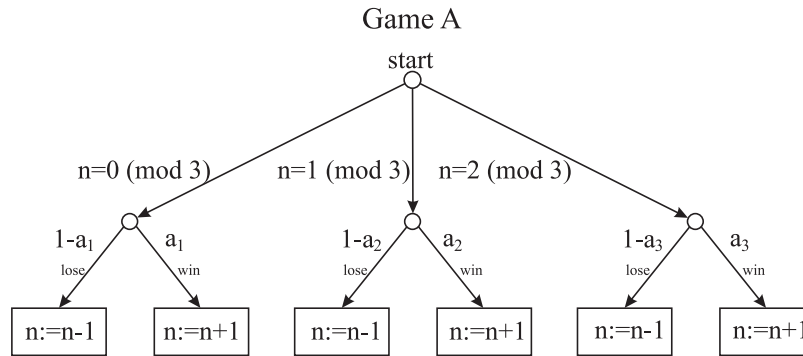 Game A
start
n=0 (mod 3) n=1 (mod 3) n=2 (mod 3)
1-a1 a1 1-a2 a2 1-a3 a3
lose win lose win lose win
n:=n-1 n:=n+1 n:=n-1 n:=n+1 n:=n-1 n:=n+1